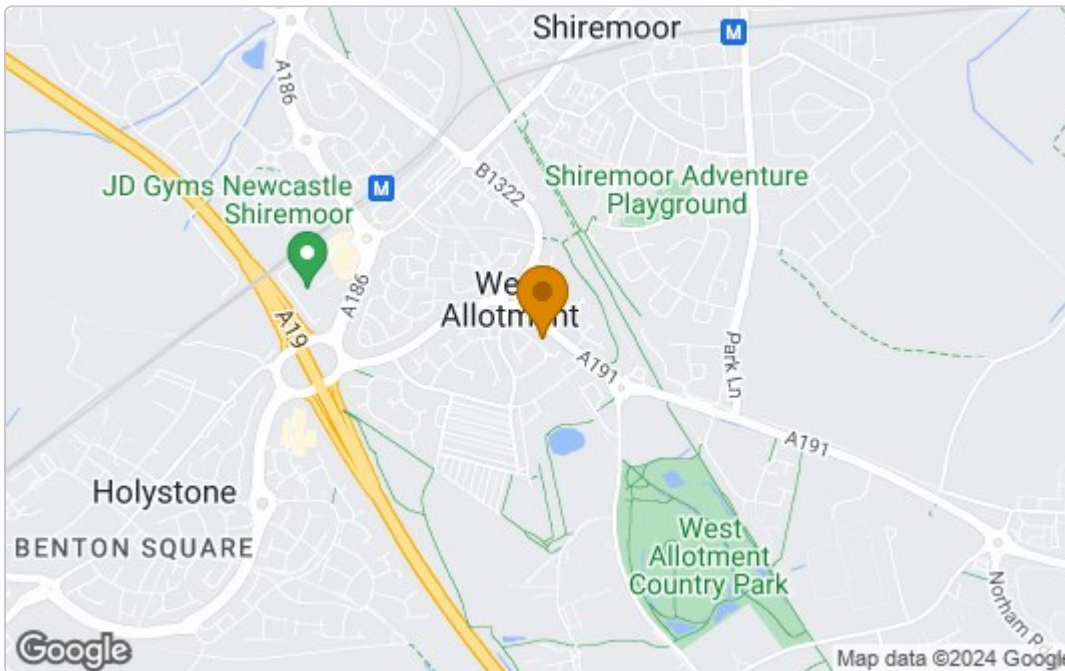 Shiremoor
M
A186
JD Gyms Newcastle
Shiremoor
M
B1322
Shiremoor Adventure
Playground
A186
West
Allotment
A19
A191
Park Ln
A191
Holystone
BENTON SQUARE
West
Allotment
Country Park
Norham Rd
Google
Map data ©2024 Google